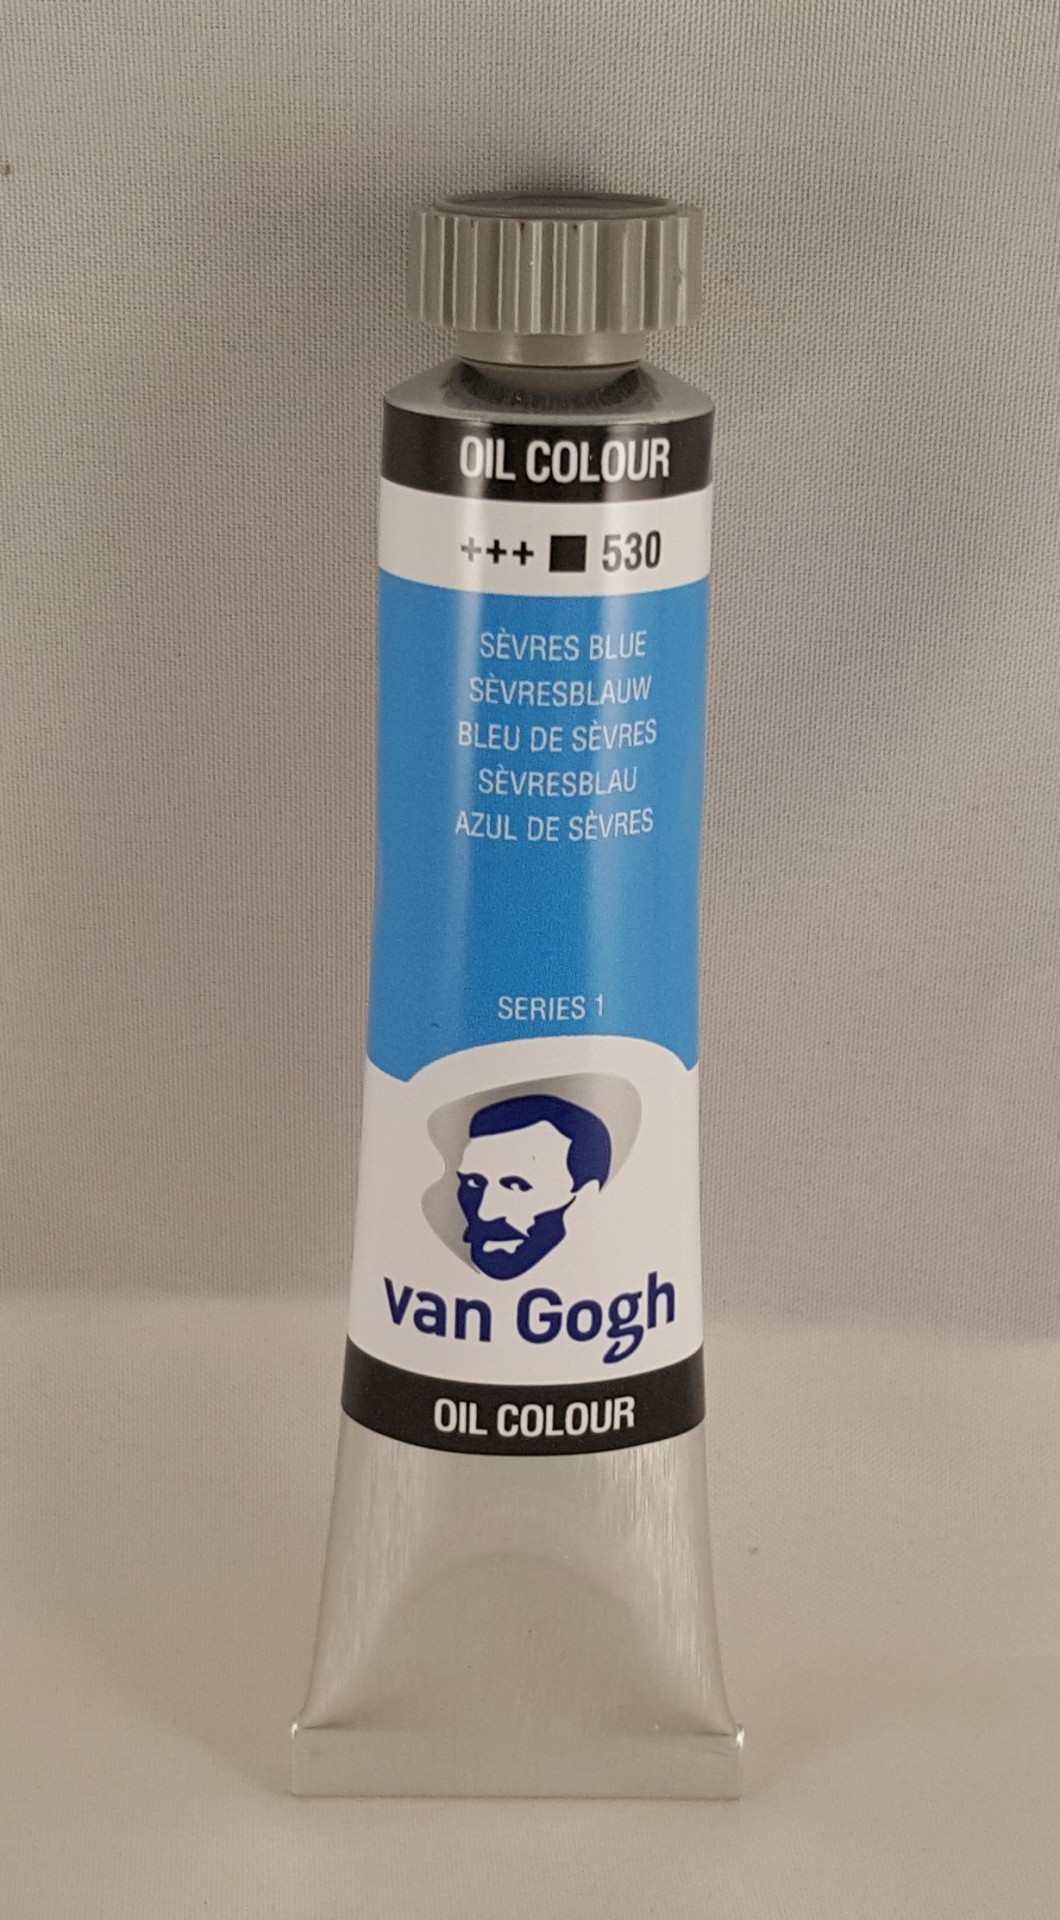 OIL COLOUR
+++ ■ 530
SÈVRES BLUE
SÈVRESBLAUW
BLEU DE SÈVRES
SÈVRESBLAU
AZUL DE SÈVRES
SERIES 1
van Gogh
OIL COLOUR